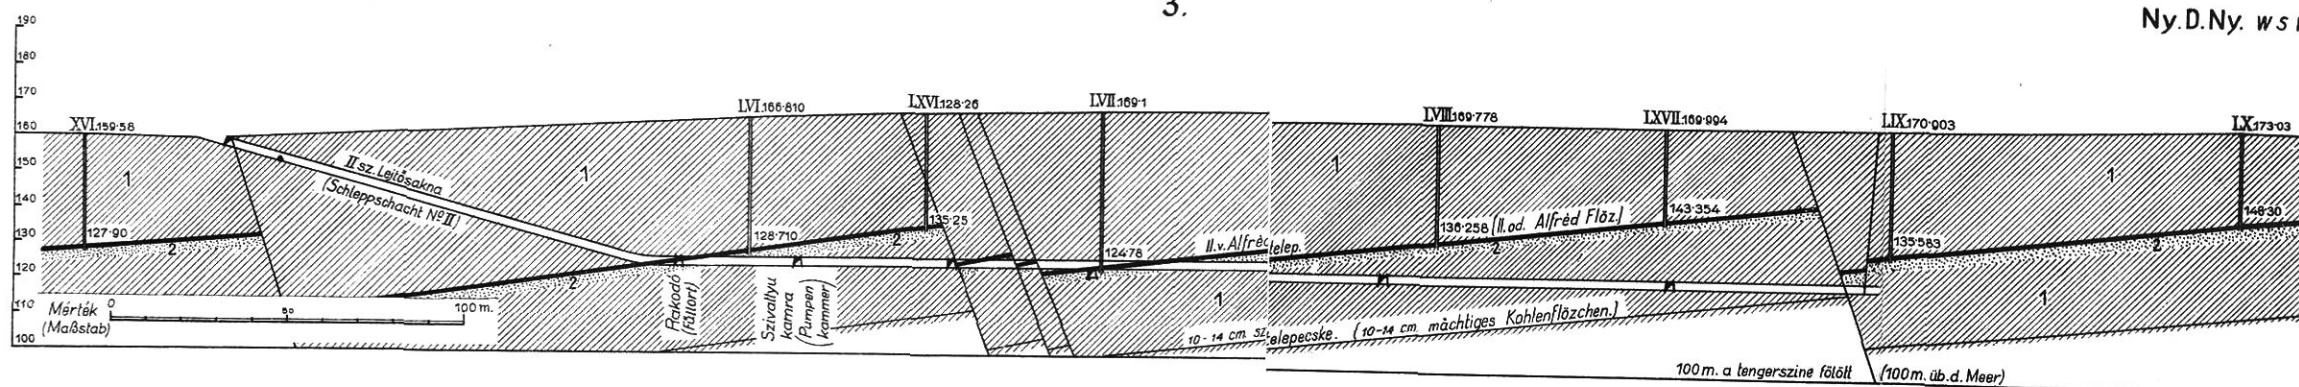 3.
Ny.D.Ny. WS
190
180
170
160
150
140
130
120
110
100
XVI.159·58
LVI.166·810
LXVI.128·26
LVII.169·1
LVIII.169·778
LXVII.169·994
LIX.170·903
LX.173·03
1
1
1
1
II sz. Lejtősakna
(Schleppschacht Nº II)
127·90
2
128·710
135·25
2
124·78
II.v. Alfréd
telep.
136·258 (II. od. Alfréd Flöz.)
2
143·354
135·583
2
148·30
2
1
1
Mérték
(Maßstab)
0
50
100 m.
Rakodó
(Füllort)
Szivattyu
kamra
(Pumpen
kammer)
10-14 cm. sz
telepecske. (10-14 cm. mächtiges Kohlenflözchen.)
100 m. a tengerszine fölött (100 m. üb. d. Meer)